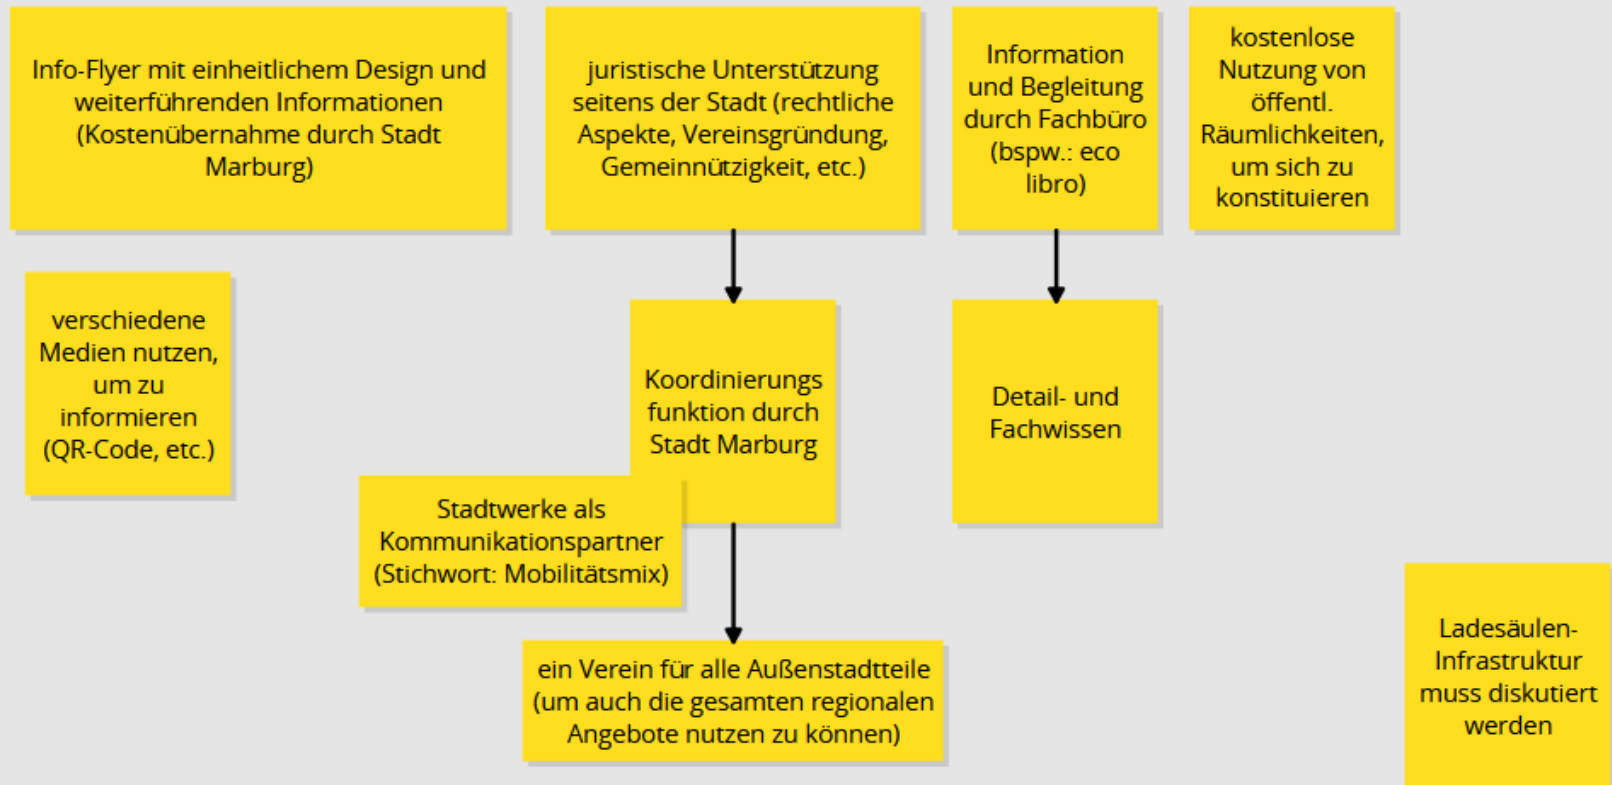 Info-Flyer mit einheitlichem Design und
weiterführenden Informationen
(Kostenübernahme durch Stadt
Marburg)
juristische Unterstützung
seitens der Stadt (rechtliche
Aspekte, Vereinsgründung,
Gemeinnützigkeit, etc.)
Information
und Begleitung
durch Fachbüro
(bspw.: eco
libro)
kostenlose
Nutzung von
öffentl.
Räumlichkeiten,
um sich zu
konstituieren
verschiedene
Medien nutzen,
um zu
informieren
(QR-Code, etc.)
Koordinierungs
funktion durch
Stadt Marburg
Detail- und
Fachwissen
Stadtwerke als
Kommunikationspartner
(Stichwort: Mobilitätsmix)
ein Verein für alle Außenstadtteile
(um auch die gesamten regionalen
Angebote nutzen zu können)
Ladesäulen-
Infrastruktur
muss diskutiert
werden